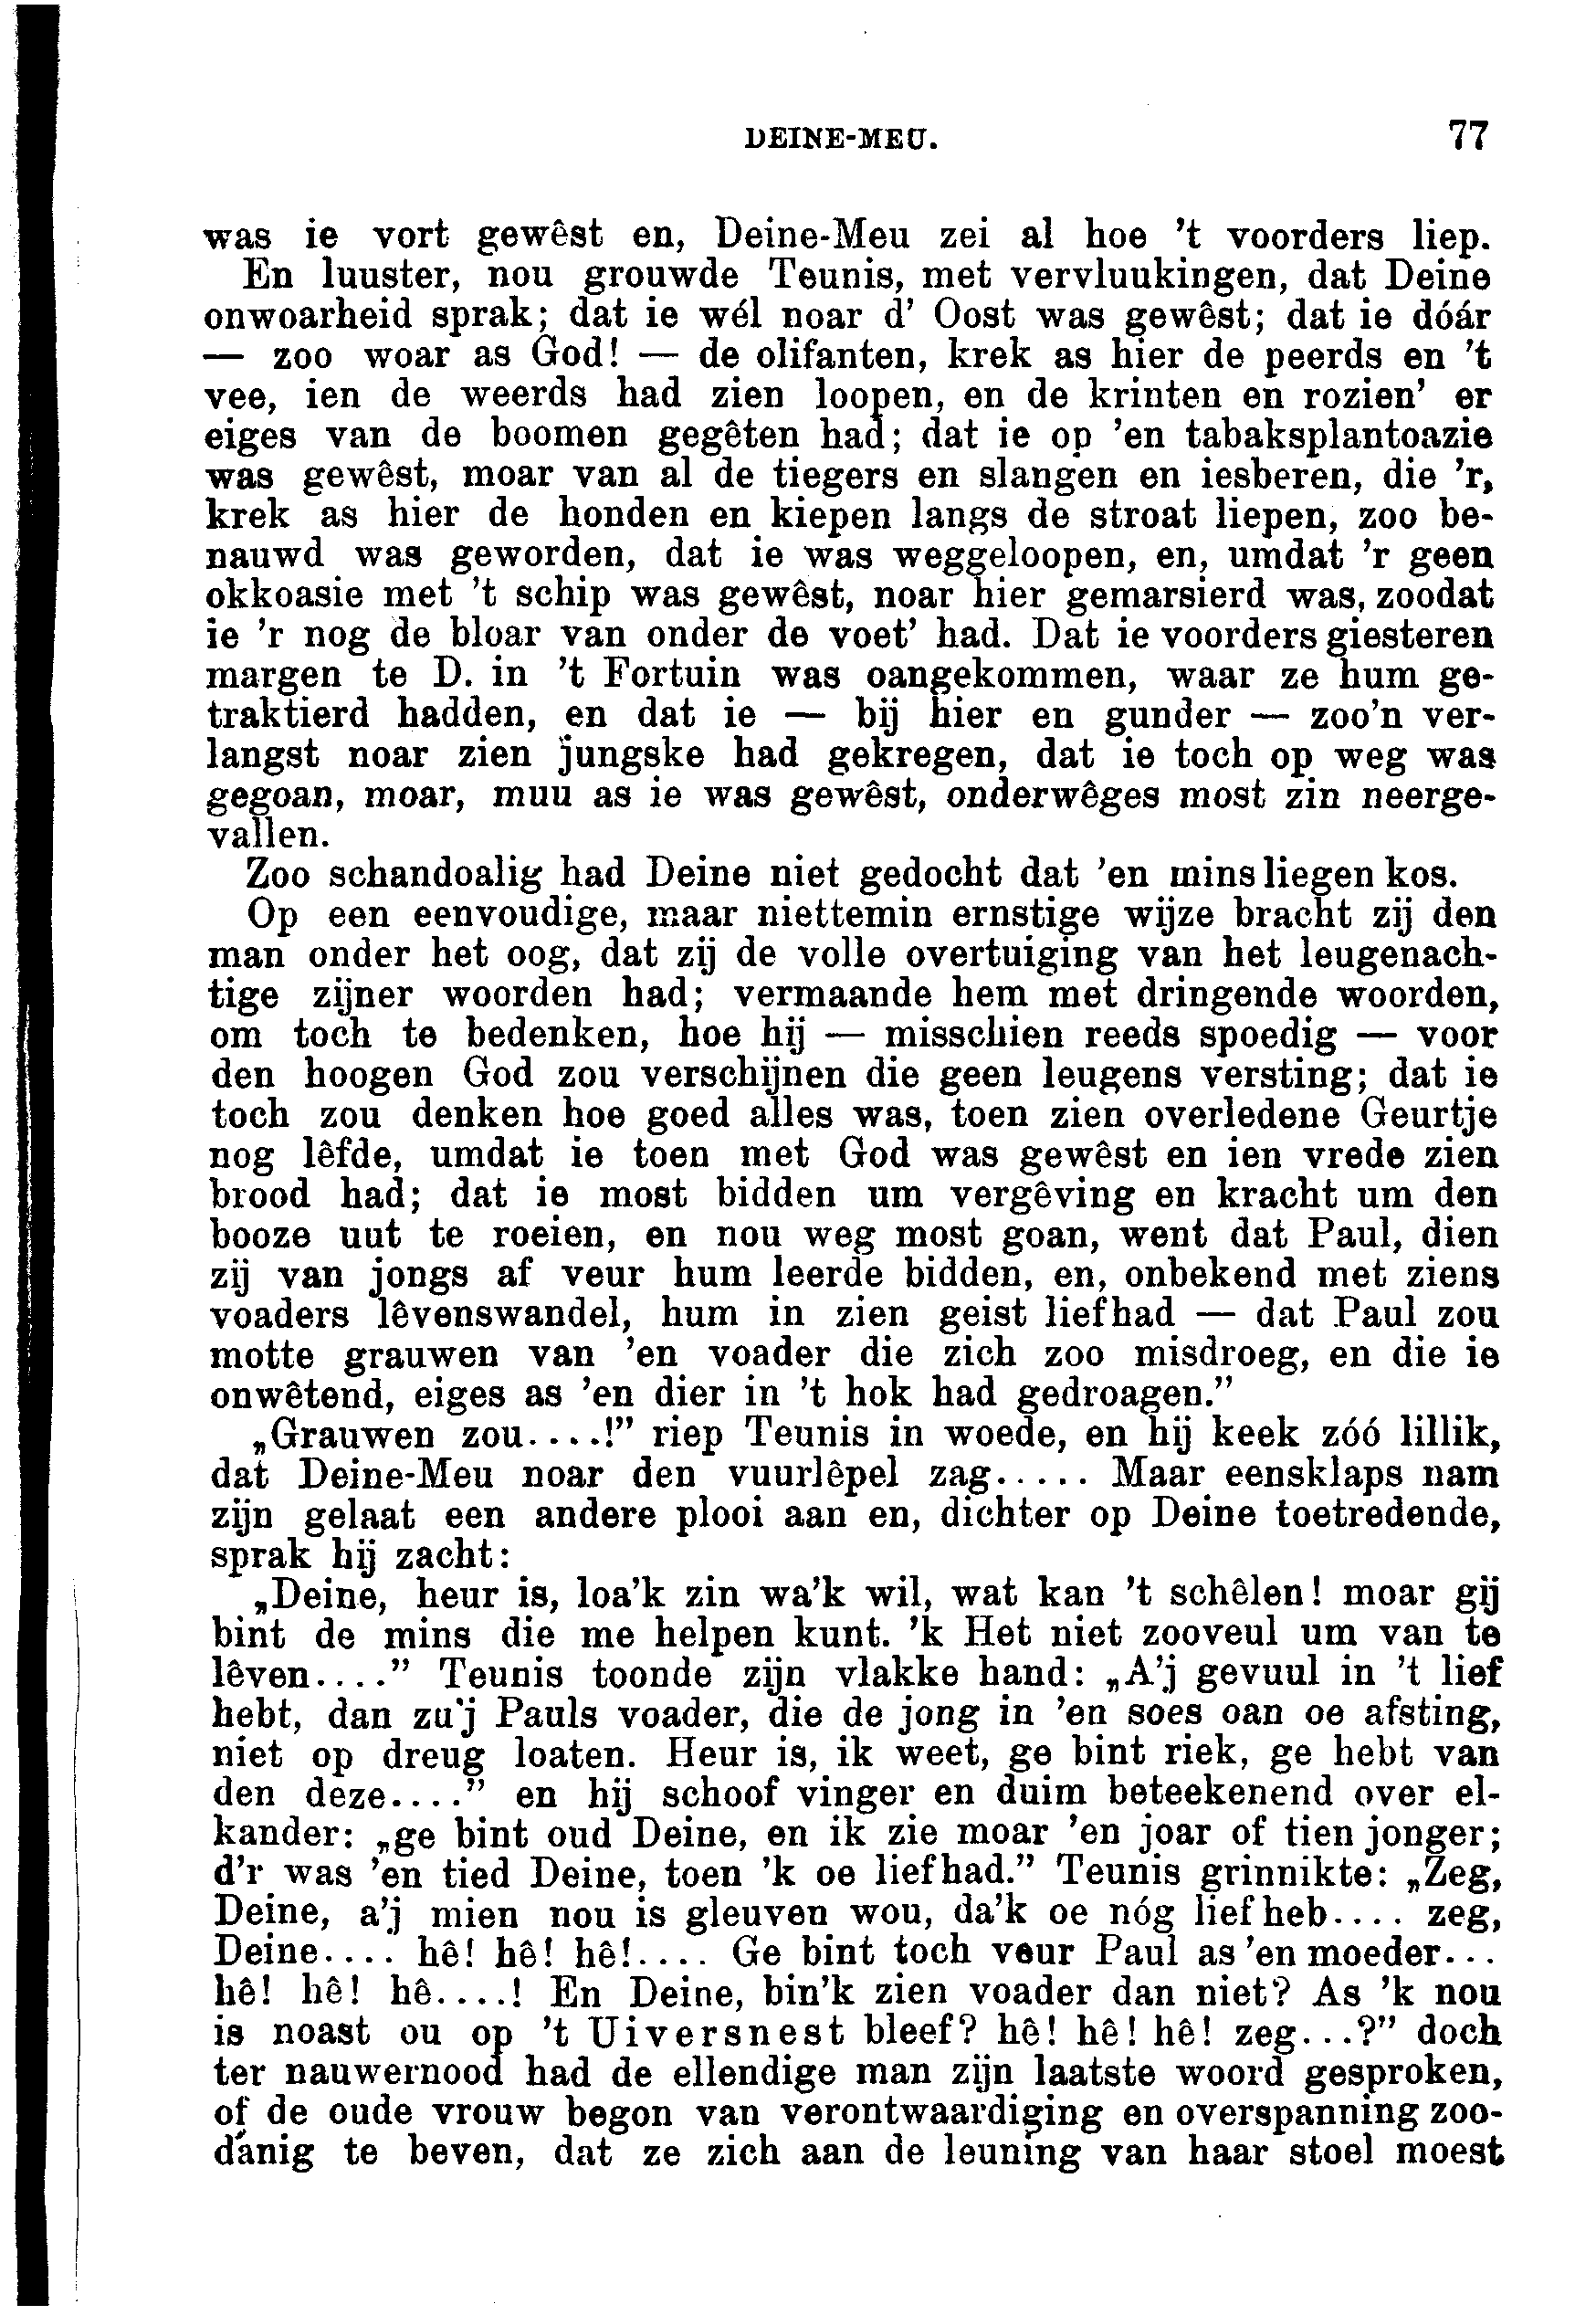 DEINE-MEU. 77
was ie vort gewêst en, Deine-Meu zei al hoe 't voorders liep.
En luuster, nou grouwde Teunis, met vervluukingen, dat Deine
onwoarheid sprak; dat ie wél noar d' Oost was gewêst; dat ie dóár
— zoo woar as God! — de olifanten, krek as hier de peerds en 't
vee, ien de weerds had zien loopen, en de krinten en rozien' er
eiges van de boomen gegêten had; dat ie op 'en tabaksplantoazie
was gewêst, moar van al de tiegers en slangen en iesberen, die 'r,
krek as hier de honden en kiepen langs de stroat liepen, zoo be-
nauwd was geworden, dat ie was weggeloopen, en, umdat 'r geen
okkoasie met 't schip was gewêst, noar hier gemarsierd was, zoodat
ie 'r nog de bloar van onder de voet' had. Dat ie voorders giesteren
margen te D. in 't Fortuin was oangekommen, waar ze hum ge-
traktierd hadden, en dat ie — bij hier en gunder — zoo'n ver-
langst noar zien jungske had gekregen, dat ie toch op weg was
gegoan, moar, muu as ie was gewêst, onderwêges most zin neerge-
vallen.
Zoo schandoalig had Deine niet gedocht dat 'en mins liegen kos.
Op een eenvoudige, maar niettemin ernstige wijze bracht zij den
man onder het oog, dat zij de volle overtuiging van het leugenach-
tige zijner woorden had; vermaande hem met dringende woorden,
om toch te bedenken, hoe hij — misschien reeds spoedig — voor
den hoogen God zou verschijnen die geen leugens versting; dat ie
toch zou denken hoe goed alles was, toen zien overledene Geurtje
nog lêfde, umdat ie toen met God was gewêst en ien vrede zien
brood had; dat ie most bidden um vergêving en kracht um den
booze uut te roeien, en nou weg most goan, went dat Paul, dien
zij van jongs af veur hum leerde bidden, en, onbekend met ziens
voaders lêvenswandel, hum in zien geist liefhad — dat Paul zou
motte grauwen van 'en voader die zich zoo misdroeg, en die ie
onwêtend, eiges as 'en dier in 't hok had gedroagen.”
„Grauwen zou....!” riep Teunis in woede, en hij keek zóó lillik,
dat Deine-Meu noar den vuurlêpel zag..... Maar eensklaps nam
zijn gelaat een andere plooi aan en, dichter op Deine toetredende,
sprak hij zacht:
„Deine, heur is, loa'k zin wa'k wil, wat kan 't schêlen! moar gij
bint de mins die me helpen kunt. 'k Het niet zooveul um van te
lêven....” Teunis toonde zijn vlakke hand: „A'j gevuul in 't lief
hebt, dan zu'j Pauls voader, die de jong in 'en soes oan oe afsting,
niet op dreug loaten. Heur is, ik weet, ge bint riek, ge hebt van
den deze....” en hij schoof vinger en duim beteekenend over el-
kander: „ge bint oud Deine, en ik zie moar 'en joar of tien jonger;
d'r was 'en tied Deine, toen 'k oe liefhad.” Teunis grinnikte: „Zeg,
Deine, a'j mien nou is gleuven wou, da'k oe nóg lief heb.... zeg,
Deine.... hê! hê! hê!.... Ge bint toch veur Paul as 'en moeder...
hê! hê! hê....! En Deine, bin'k zien voader dan niet? As 'k nou
is noast ou op 't Uiversnest bleef? hê! hê! hê! zeg...?” doch
ter nauwernood had de ellendige man zijn laatste woord gesproken,
of de oude vrouw begon van verontwaardiging en overspanning zoo-
danig te beven, dat ze zich aan de leuning van haar stoel moest